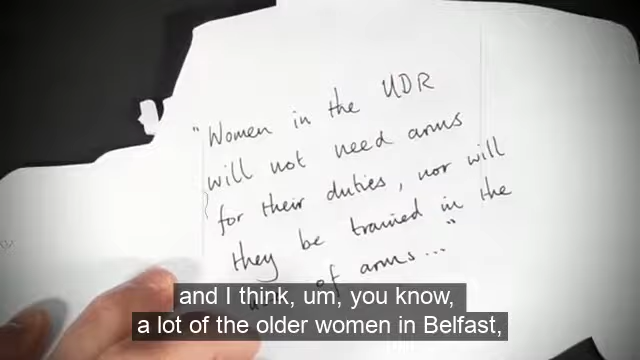 "Women in the UDR
will not need arms
for their duties, nor will
they be trained in the
of arms..."
and I think, um, you know,
a lot of the older women in Belfast,